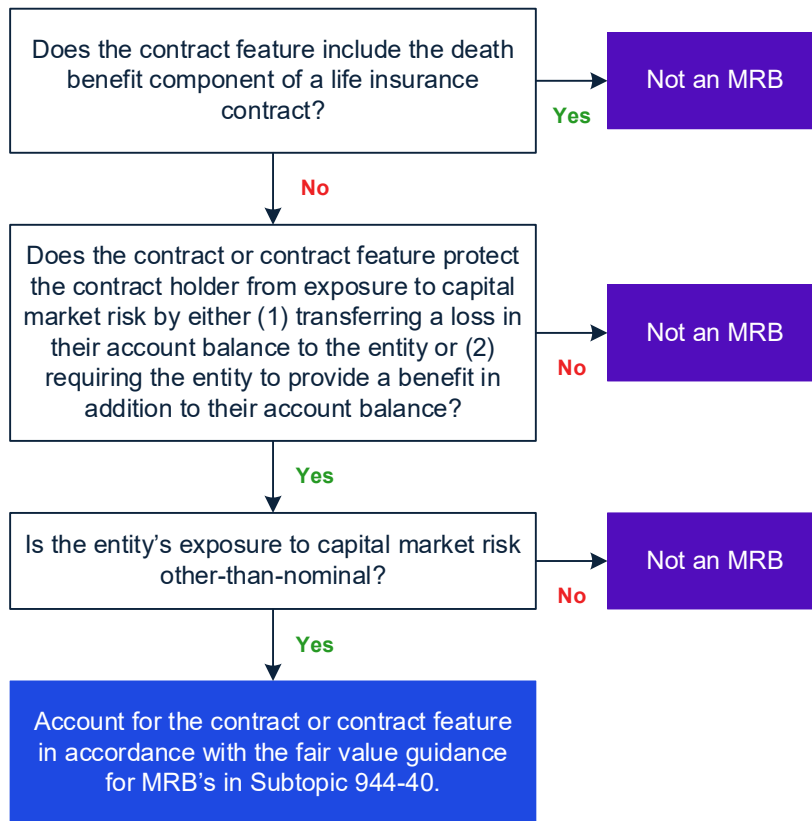 Does the contract feature include the death
benefit component of a life insurance
contract?
Not an MRB
Yes
No
Does the contract or contract feature protect
the contract holder from exposure to capital
market risk by either (1) transferring a loss in
their account balance to the entity or (2)
requiring the entity to provide a benefit in
addition to their account balance?
Not an MRB
No
Yes
Is the entity’s exposure to capital market risk
other-than-nominal?
Not an MRB
No
Yes
Account for the contract or contract feature
in accordance with the fair value guidance
for MRB’s in Subtopic 944-40.